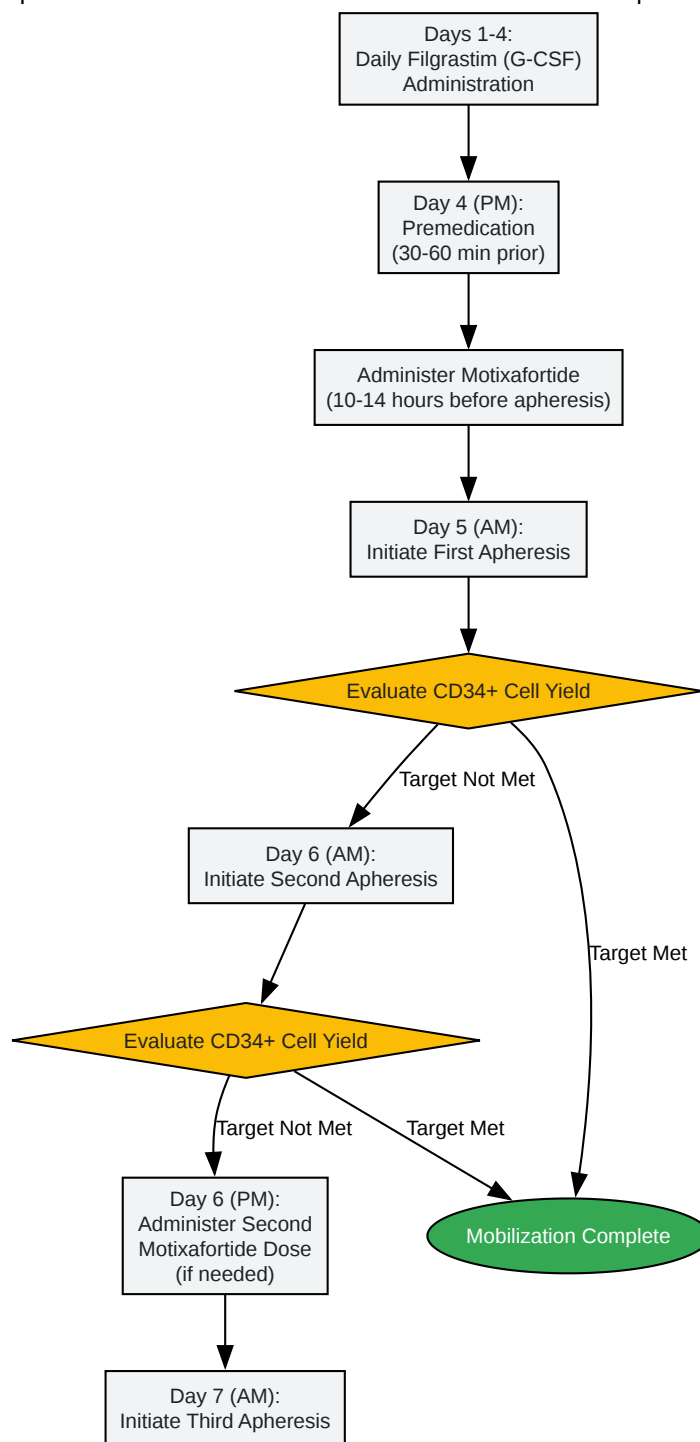 Days 1-4:
Daily Filgrastim (G-CSF)
Administration
Day 4 (PM):
Premedication
(30-60 min prior)
Administer Motixafortide
(10-14 hours before apheresis)
Day 5 (AM):
Initiate First Apheresis
Evaluate CD34+ Cell Yield
Target Not Met
Day 6 (AM):
Initiate Second Apheresis
Target Met
Evaluate CD34+ Cell Yield
Target Not Met
Target Met
Day 6 (PM):
Administer Second
Motixafortide Dose
(if needed)
Mobilization Complete
Day 7 (AM):
Initiate Third Apheresis